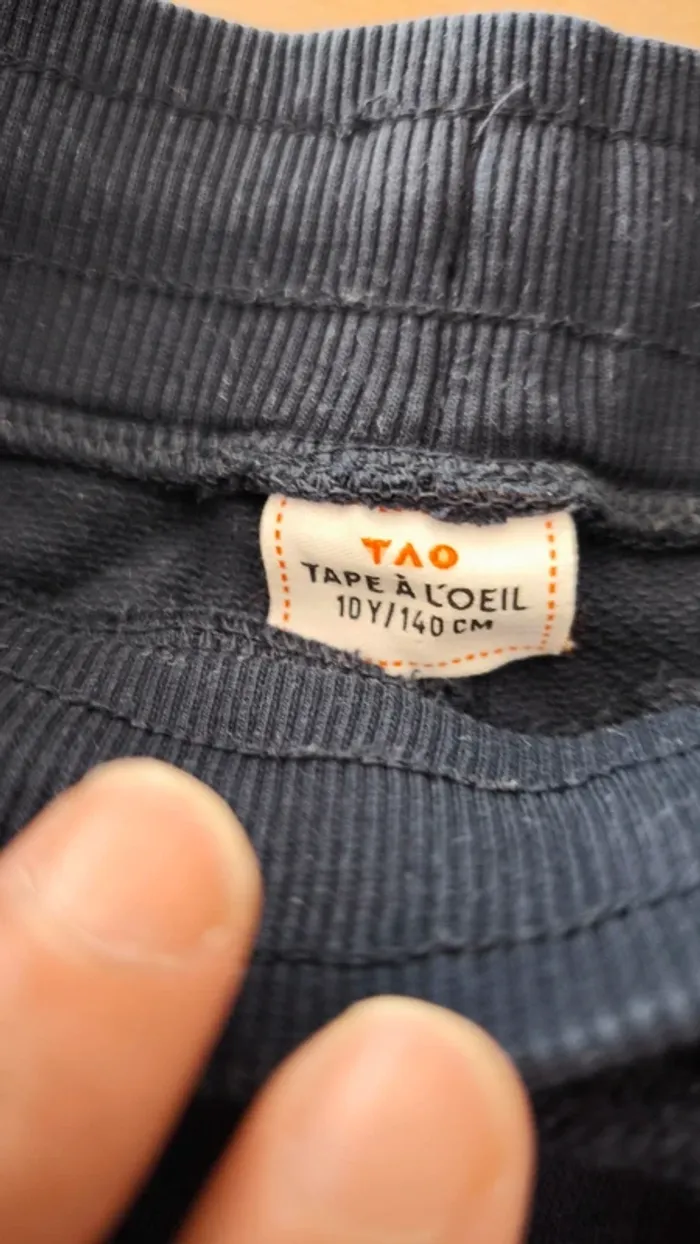 TAO
TAPE À L'OEIL
10Y/140 CM